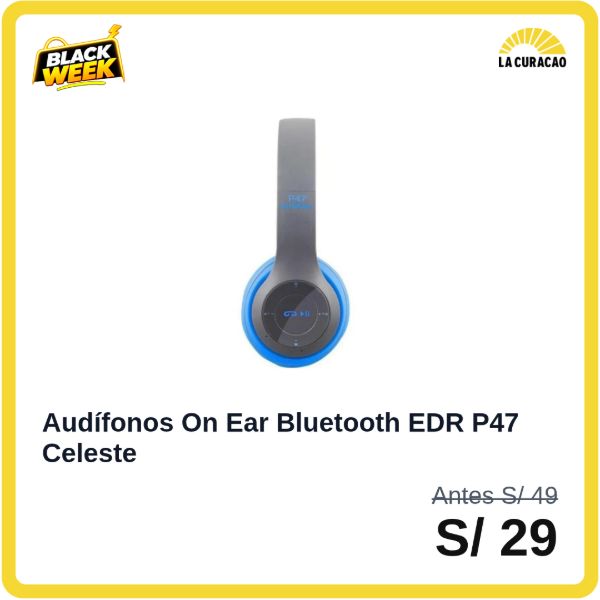 BLACK
WEEK
LA CURACAO
P47
Audífonos On Ear Bluetooth EDR P47
Celeste
Antes S/ 49
S/ 29